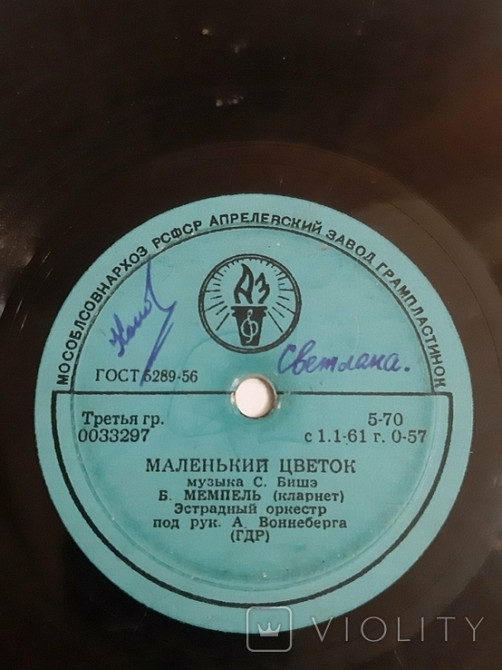 МОСОБЛСОВНАРХОЗ РСФСР АПРЕЛЕВСКИЙ ЗАВОД ГРАМПЛАСТИНОК
АЗ
Светлана.
ГОСТ 5289-56
Третья гр.
5-70
0033297
с 1.1-61 г. 0-57
МАЛЕНЬКИЙ ЦВЕТОК
музыка С. Бишэ
Б. МЕМПЕЛЬ (кларнет)
Эстрадный оркестр
под рук. А. Воннеберга
(ГДР)
VIOLITY